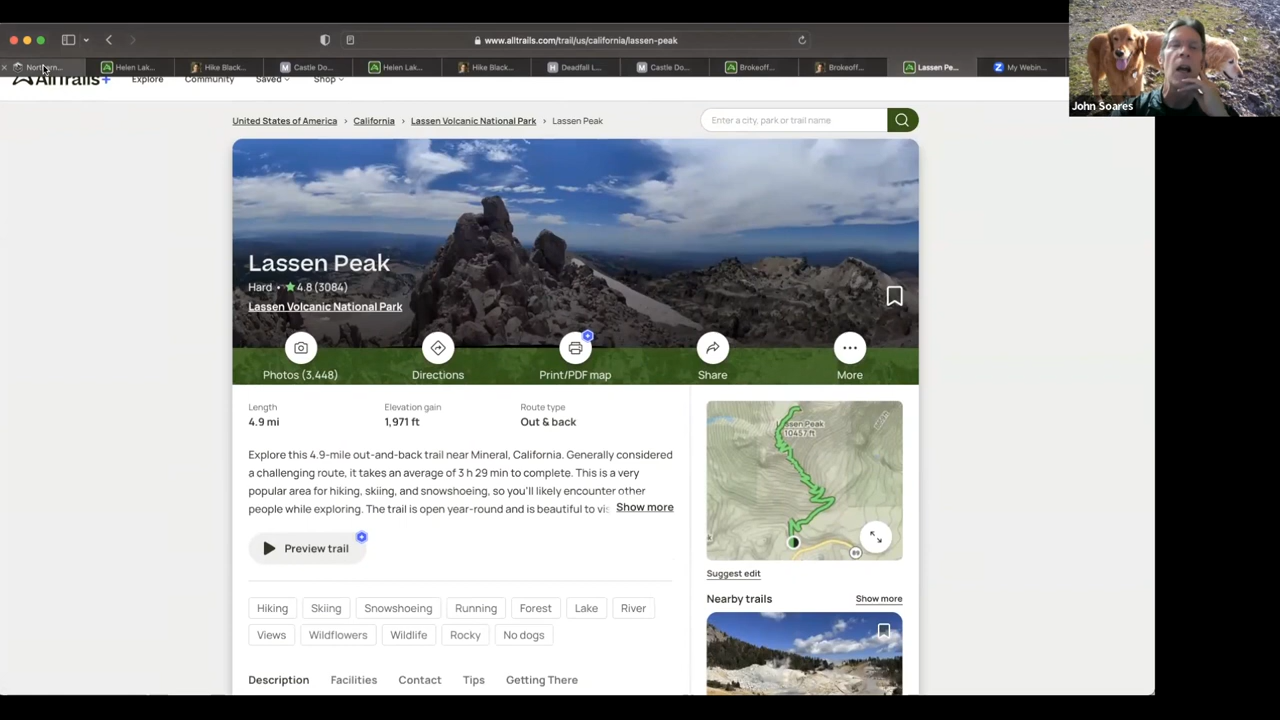 www.alltrails.com/trail/us/california/lassen-peak
Northern...
Helen Lak...
Hike Black...
Castle Do...
Helen Lak...
Hike Black...
Deadfall L...
Castle Do...
Brokeoff...
Brokeoff...
Lassen Pe...
My Webin...
John Soares
AllTrails+
Explore
Community
Saved
Shop
United States of America > California > Lassen Volcanic National Park > Lassen Peak
Enter a city, park or trail name
Lassen Peak
Hard • 4.8 (3084)
Lassen Volcanic National Park
Photos (3,448)
Directions
Print/PDF map
Share
More
Length
4.9 mi
Elevation gain
1,971 ft
Route type
Out & back
Explore this 4.9-mile out-and-back trail near Mineral, California. Generally considered
a challenging route, it takes an average of 3 h 29 min to complete. This is a very
popular area for hiking, skiing, and snowshoeing, so you'll likely encounter other
people while exploring. The trail is open year-round and is beautiful to vis
Show more
Preview trail
Hiking
Skiing
Snowshoeing
Running
Forest
Lake
River
Views
Wildflowers
Wildlife
Rocky
No dogs
Description
Facilities
Contact
Tips
Getting There
ssen Peak
10457 ft
89
Suggest edit
Nearby trails
Show more